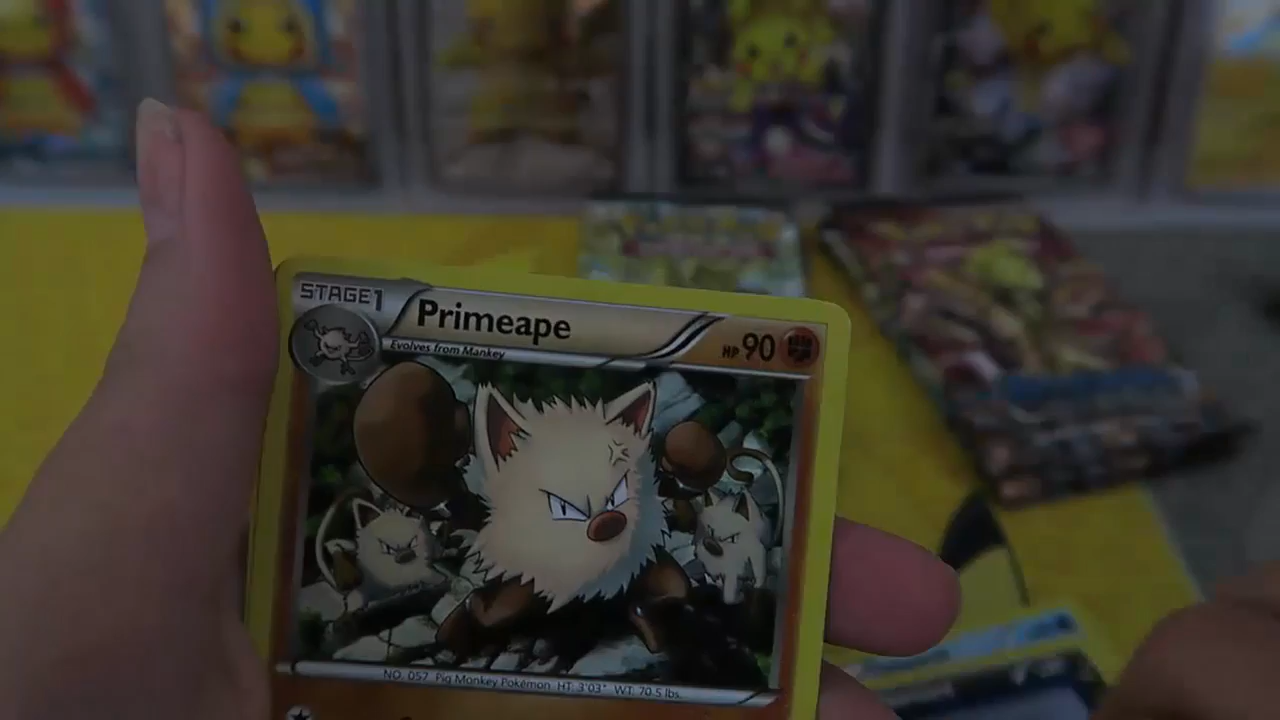 STAGE1
Primeape
HP 90
Evolves from Mankey
NO. 057 Pig Monkey Pokémon HT: 3'03" WT: 70.5 lbs.